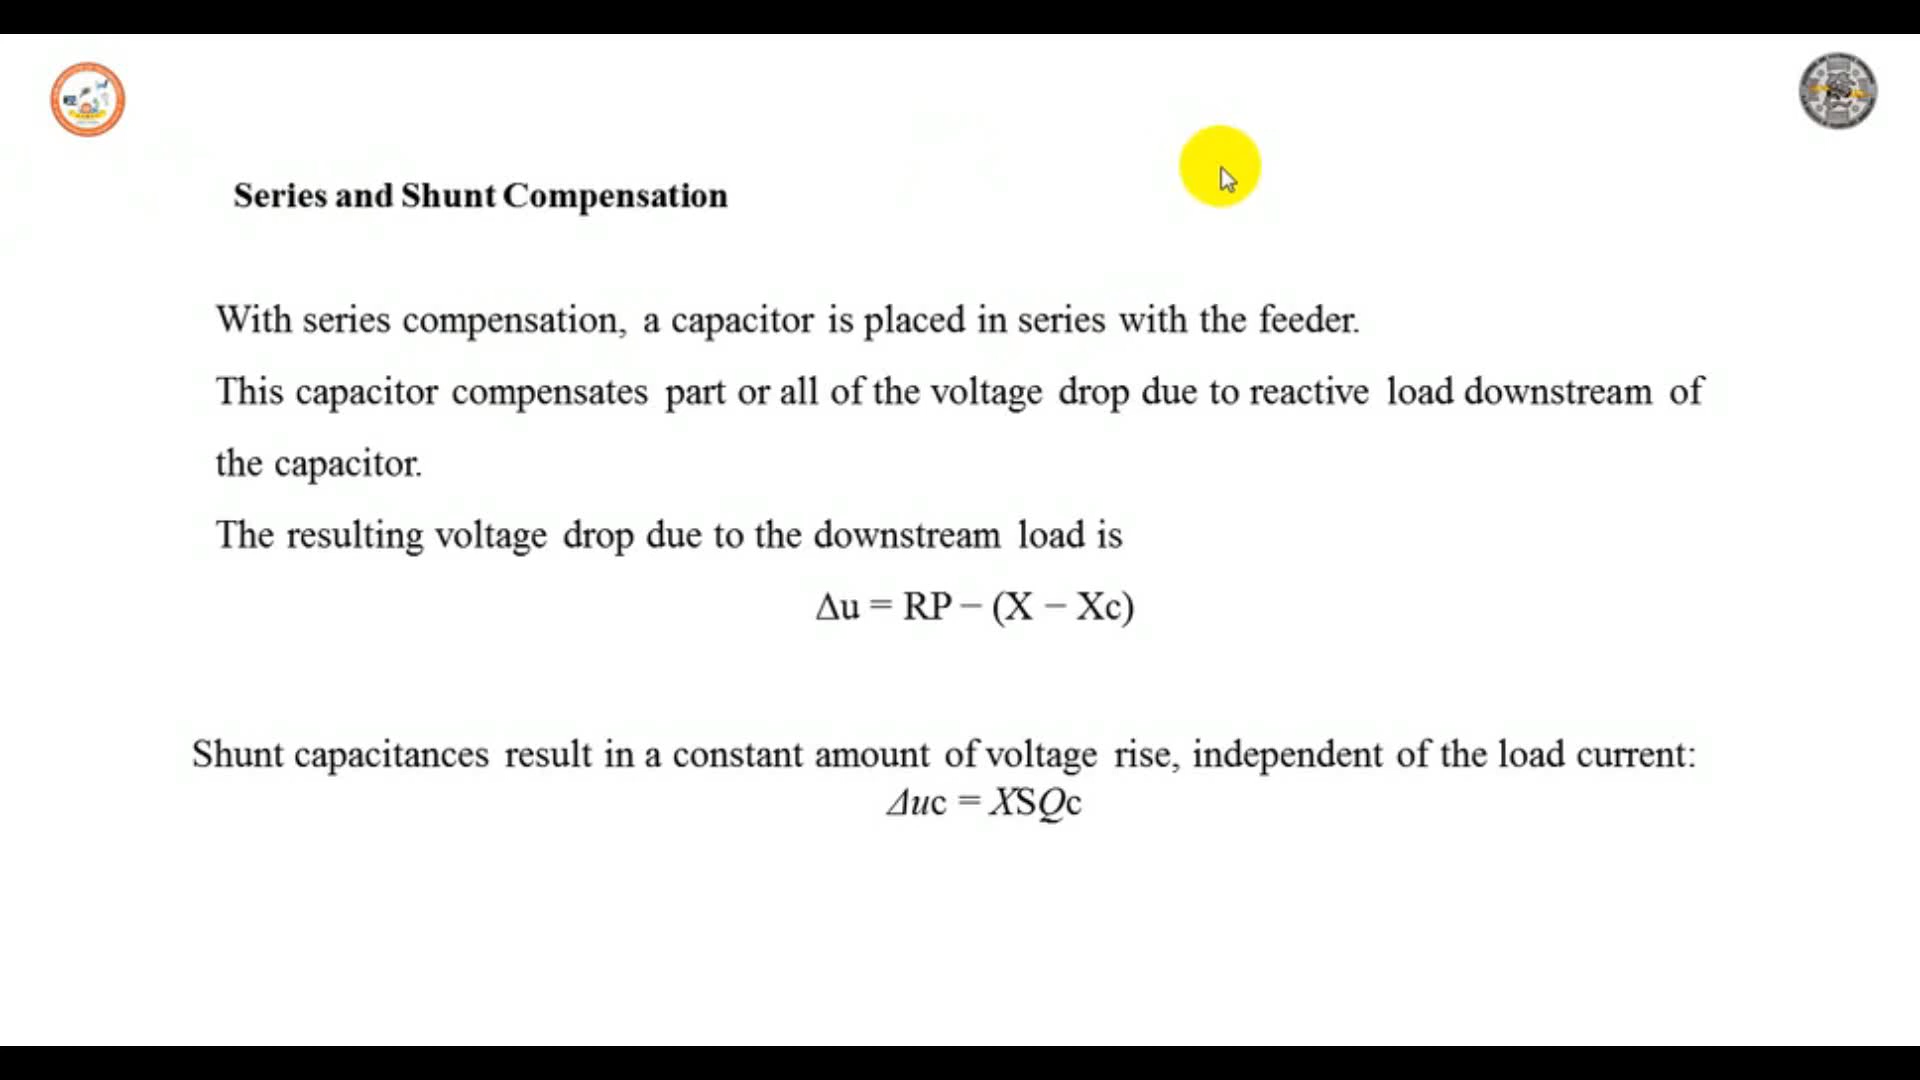 Series and Shunt Compensation
With series compensation, a capacitor is placed in series with the feeder.
This capacitor compensates part or all of the voltage drop due to reactive load downstream of
the capacitor.
The resulting voltage drop due to the downstream load is
Δu = RP − (X − Xc)
Shunt capacitances result in a constant amount of voltage rise, independent of the load current:
Δuc = XSQc